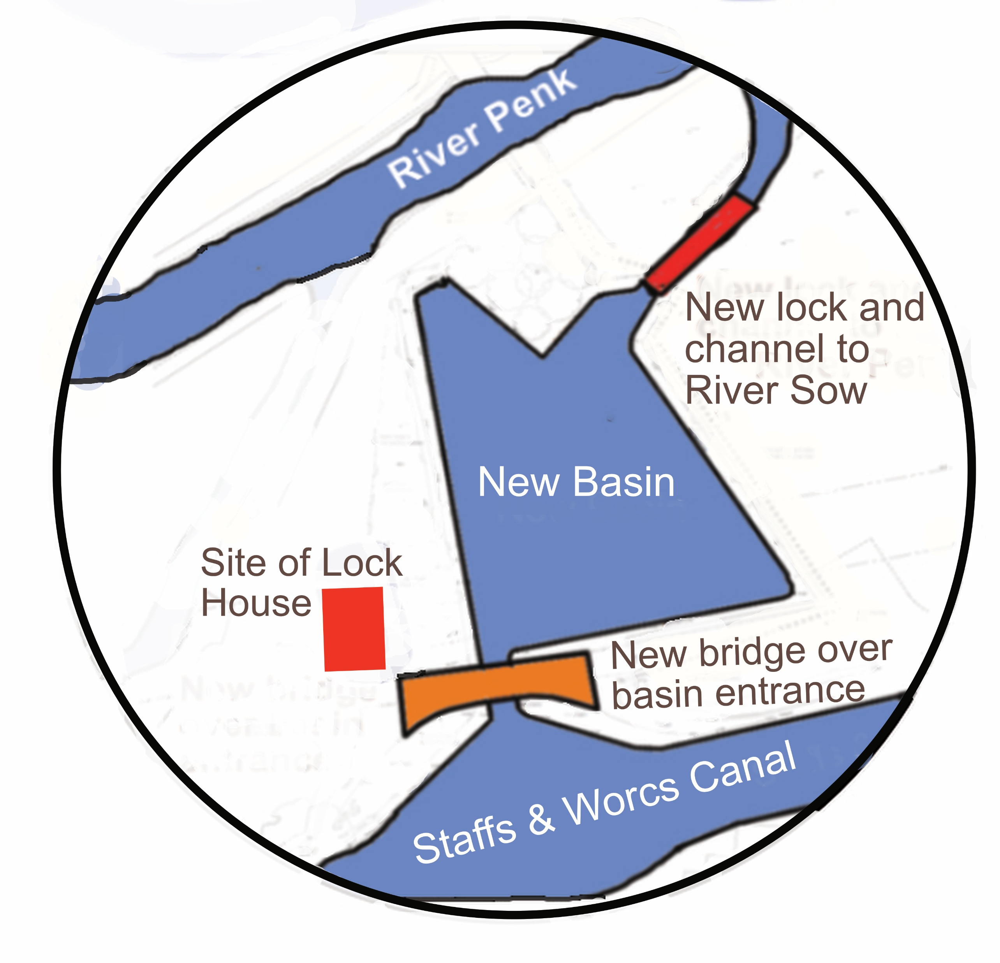 River Penk
New lock and
channel to
River Sow
New Basin
Site of Lock
House
New bridge over
basin entrance
Staffs & Worcs Canal